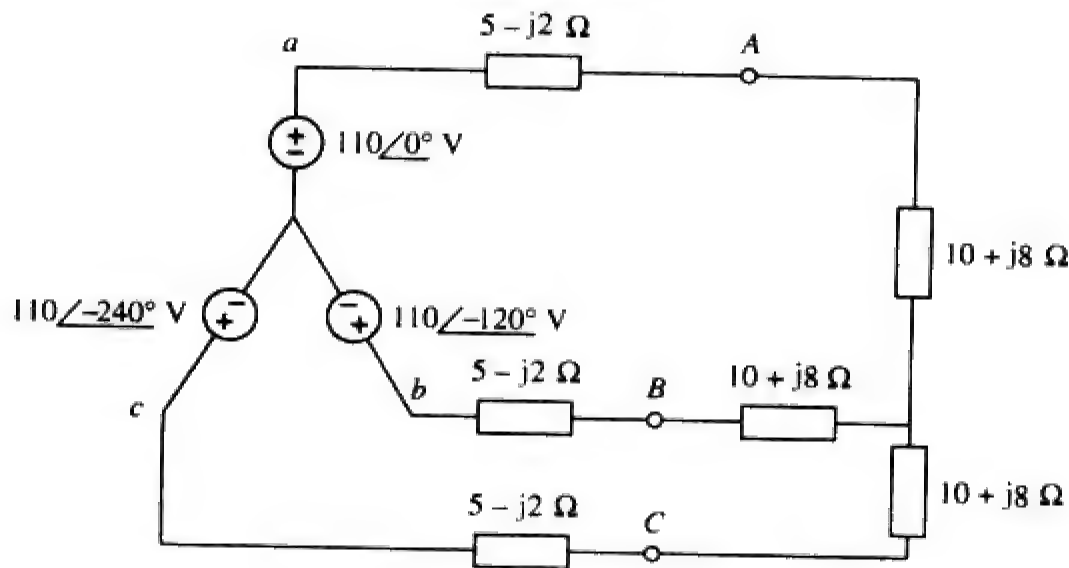 5 – j2 Ω
a
A
110∠0° V
10 + j8 Ω
110∠–240° V
110∠–120° V
5 – j2 Ω
10 + j8 Ω
c
b
B
5 – j2 Ω
C
10 + j8 Ω